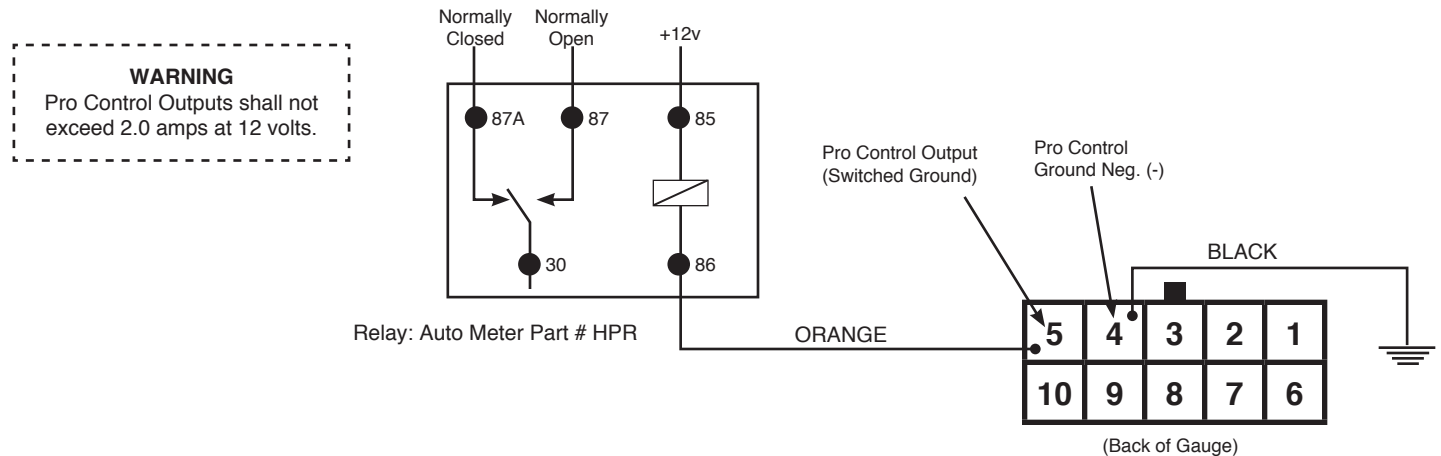 WARNING
Pro Control Outputs shall not
exceed 2.0 amps at 12 volts.
Normally
Closed
Normally
Open
+12v
87A
87
85
30
86
Relay: Auto Meter Part # HPR
Pro Control Output
(Switched Ground)
Pro Control
Ground Neg. (-)
BLACK
ORANGE
5 4 3 2 1
10 9 8 7 6
(Back of Gauge)